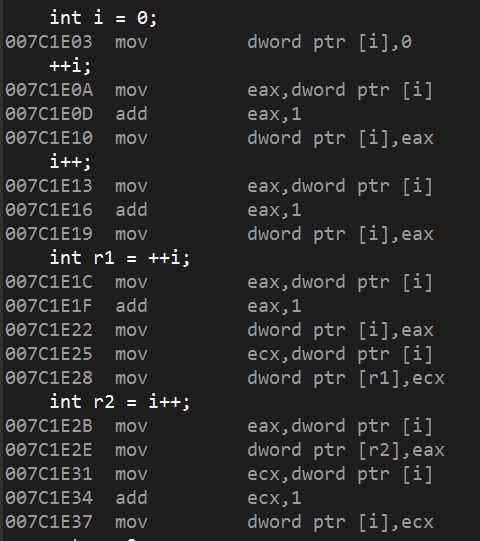 int i = 0;
007C1E03 mov dword ptr [i],0
++i;
007C1E0A mov eax,dword ptr [i]
007C1E0D add eax,1
007C1E10 mov dword ptr [i],eax
i++;
007C1E13 mov eax,dword ptr [i]
007C1E16 add eax,1
007C1E19 mov dword ptr [i],eax
int r1 = ++i;
007C1E1C mov eax,dword ptr [i]
007C1E1F add eax,1
007C1E22 mov dword ptr [i],eax
007C1E25 mov ecx,dword ptr [i]
007C1E28 mov dword ptr [r1],ecx
int r2 = i++;
007C1E2B mov eax,dword ptr [i]
007C1E2E mov dword ptr [r2],eax
007C1E31 mov ecx,dword ptr [i]
007C1E34 add ecx,1
007C1E37 mov dword ptr [i],ecx